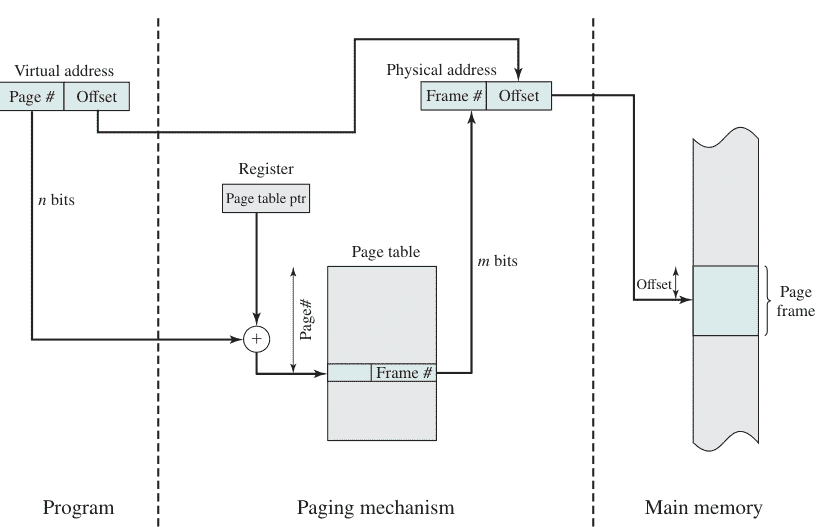 Virtual address
Page #
Offset
n bits
Register
Page table ptr
+
Page#
Page table
Frame #
m bits
Physical address
Frame #
Offset
Offset
Page
frame
Program
Paging mechanism
Main memory